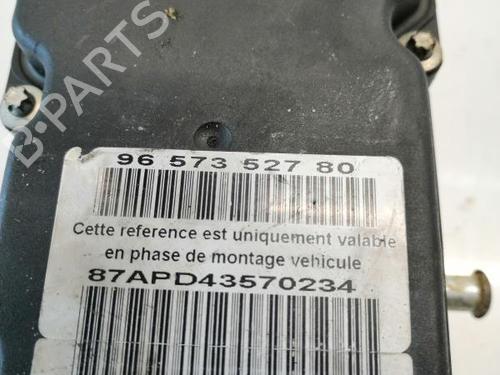 B-PARTS
96 573 527 80
Cette reference est uniquement valable
en phase de montage vehicule
87APD43570234